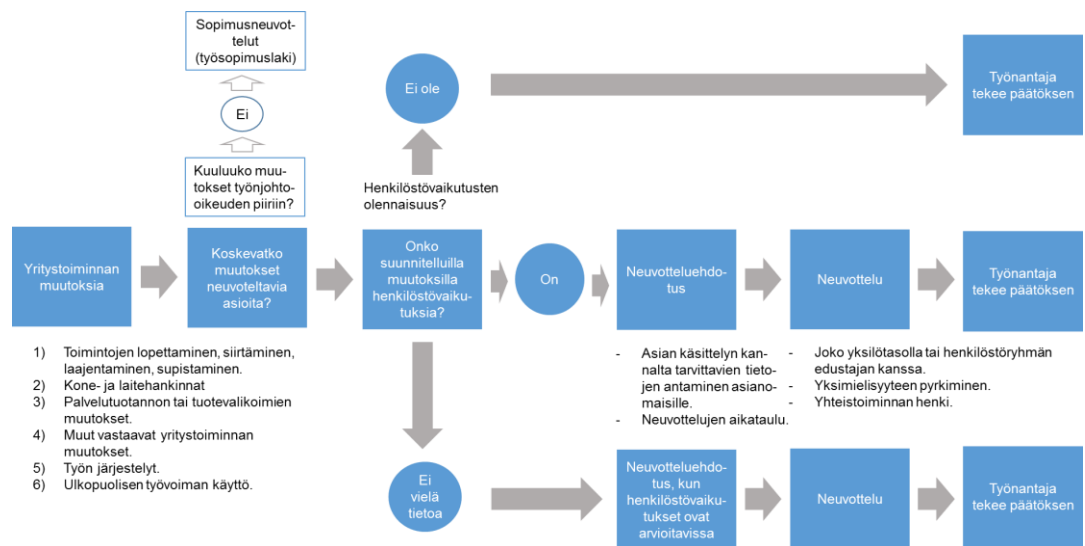 Sopimusneuvot-
telut
(työsopimuslaki)
Ei
Kuuluuko muu-
tokset työnjohto-
oikeuden piiriin?
Ei ole
Henkilöstövaikutusten
olennaisuus?
Työnantaja
tekee päätöksen
Yritystoiminnan
muutoksia
Koskevatko
muutokset
neuvoteltavia
asioita?
Onko
suunnitelluilla
muutoksilla
henkilöstövaiku-
tuksia?
On
Neuvotteluehdo-
tus
Neuvottelu
Työnantaja
tekee päätöksen
1) Toimintojen lopettaminen, siirtäminen,
laajentaminen, supistaminen.
2) Kone- ja laitehankinnat
3) Palvelutuotannon tai tuotevalikoimien
muutokset.
4) Muut vastaavat yritystoiminnan
muutokset.
5) Työn järjestelyt.
6) Ulkopuolisen työvoiman käyttö.
- Asian käsittelyn kan-
nalta tarvittavien tieto-
jen antaminen asiano-
maisille.
- Neuvottelujen aikataulu.
- Joko yksilötasolla tai henkilöstöryhmän
edustajan kanssa.
- Yksimielisyyteen pyrkiminen.
- Yhteistoiminnan henki.
Ei
vielä
tietoa
Neuvotteluehdo-
tus, kun
henkilöstövaiku-
tukset ovat
arvioitavissa
Neuvottelu
Työnantaja
tekee päätöksen